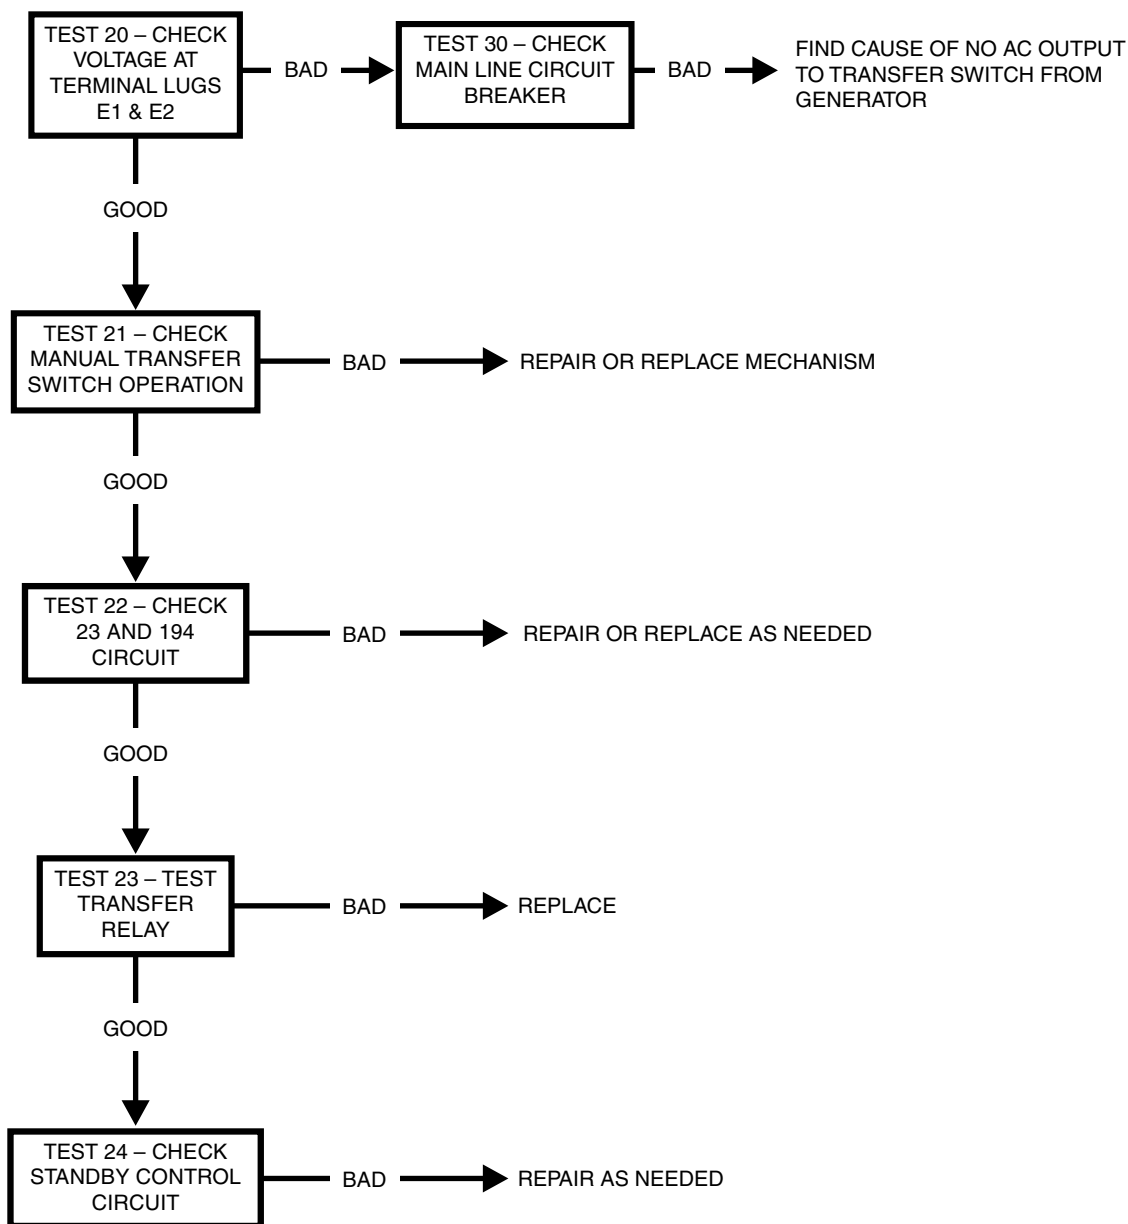 TEST 20 – CHECK
VOLTAGE AT
TERMINAL LUGS
E1 & E2
BAD
TEST 30 – CHECK
MAIN LINE CIRCUIT
BREAKER
BAD
FIND CAUSE OF NO AC OUTPUT
TO TRANSFER SWITCH FROM
GENERATOR
GOOD
TEST 21 – CHECK
MANUAL TRANSFER
SWITCH OPERATION
BAD
REPAIR OR REPLACE MECHANISM
GOOD
TEST 22 – CHECK
23 AND 194
CIRCUIT
BAD
REPAIR OR REPLACE AS NEEDED
GOOD
TEST 23 – TEST
TRANSFER
RELAY
BAD
REPLACE
GOOD
TEST 24 – CHECK
STANDBY CONTROL
CIRCUIT
BAD
REPAIR AS NEEDED